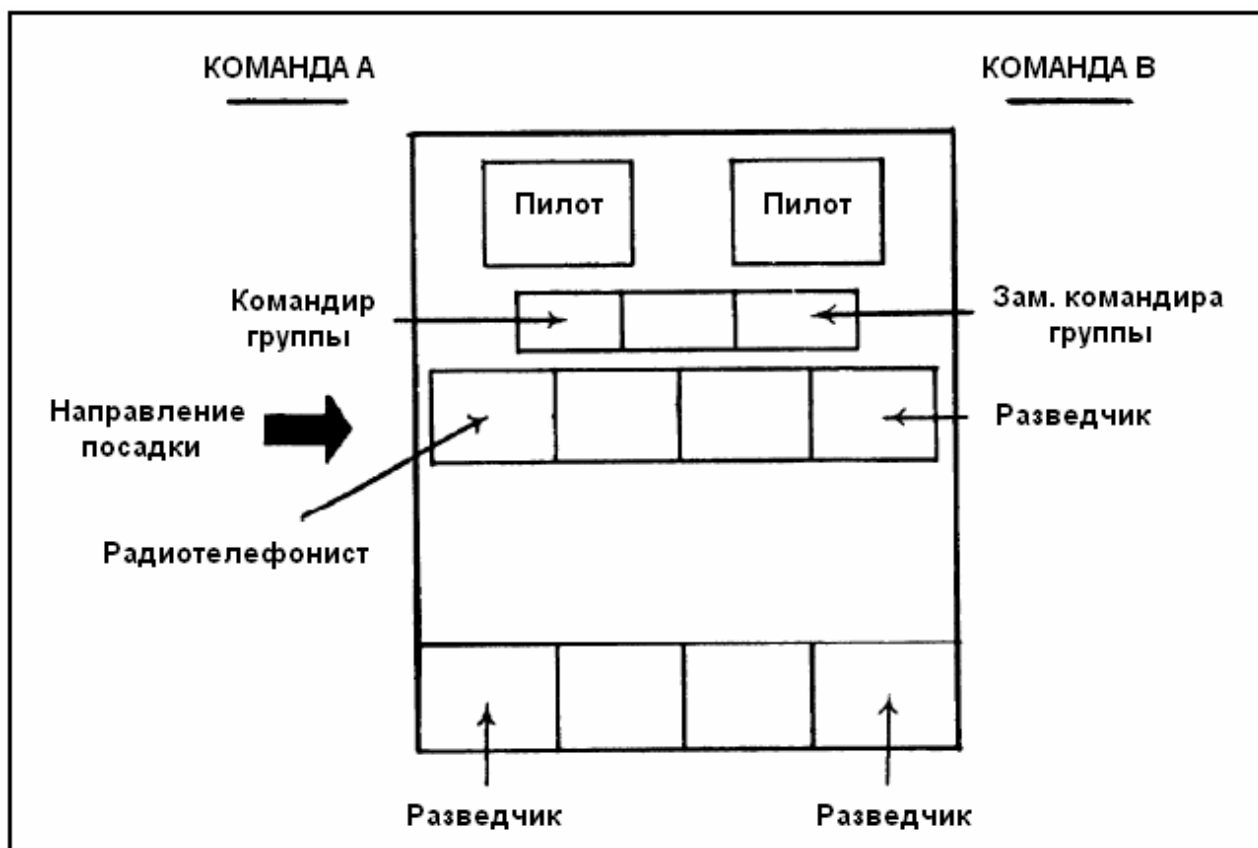 КОМАНДА А
КОМАНДА В
Пилот
Пилот
Командир
группы
Зам. командира
группы
Направление
посадки
Разведчик
Радиотелефонист
Разведчик
Разведчик